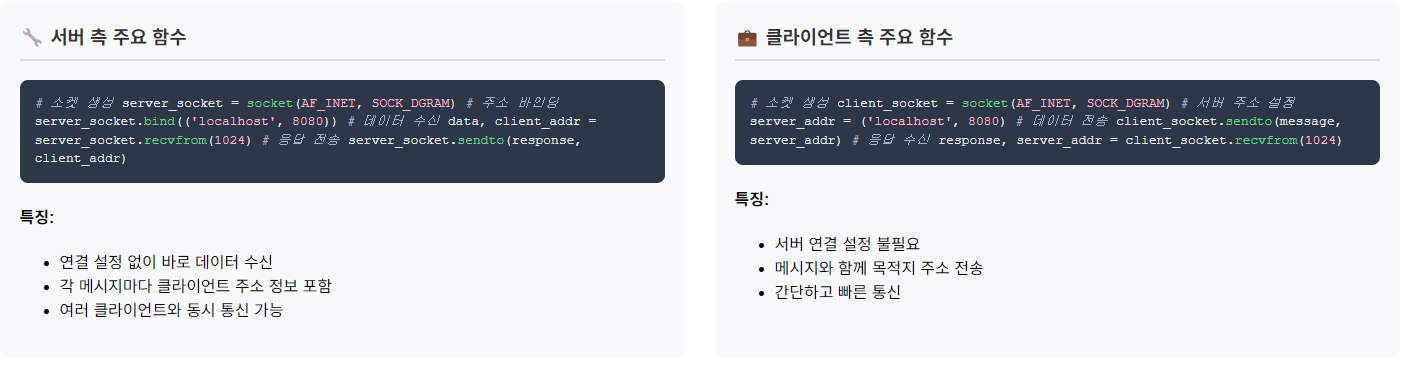 🔧 서버 측 주요 함수
# 소켓 생성 server_socket = socket(AF_INET, SOCK_DGRAM) # 주소 바인딩
server_socket.bind(('localhost', 8080)) # 데이터 수신 data, client_addr =
server_socket.recvfrom(1024) # 응답 전송 server_socket.sendto(response,
client_addr)
특징:
• 연결 설정 없이 바로 데이터 수신
• 각 메시지마다 클라이언트 주소 정보 포함
• 여러 클라이언트와 동시 통신 가능
💼 클라이언트 측 주요 함수
# 소켓 생성 client_socket = socket(AF_INET, SOCK_DGRAM) # 서버 주소 설정
server_addr = ('localhost', 8080) # 데이터 전송 client_socket.sendto(message,
server_addr) # 응답 수신 response, server_addr = client_socket.recvfrom(1024)
특징:
• 서버 연결 설정 불필요
• 메시지와 함께 목적지 주소 전송
• 간단하고 빠른 통신